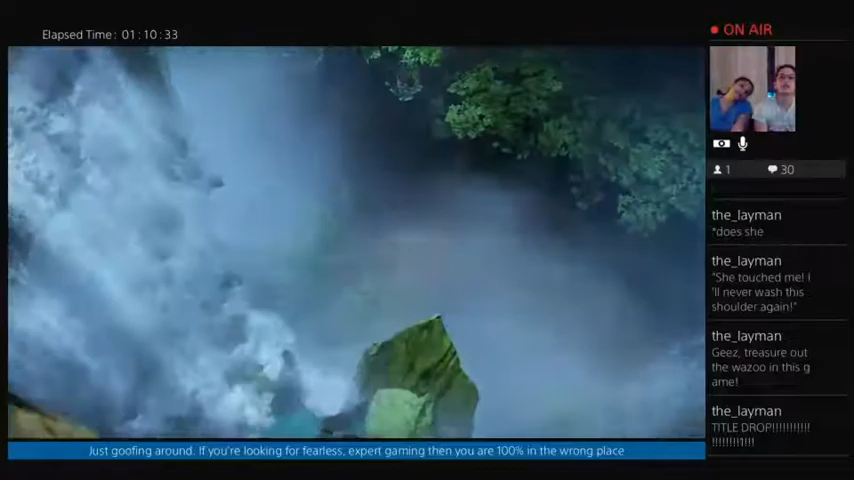 Elapsed Time: 01:10:33
ON AIR
1
30
the_layman
*does she
the_layman
"She touched me! I
'll never wash this
shoulder again!"
the_layman
Geez, treasure out
the wazoo in this g
ame!
the_layman
TITLE DROP!!!!!!!!!!!
!!!!!!!!1!!!
Just goofing around. If you're looking for fearless, expert gaming then you are 100% in the wrong place